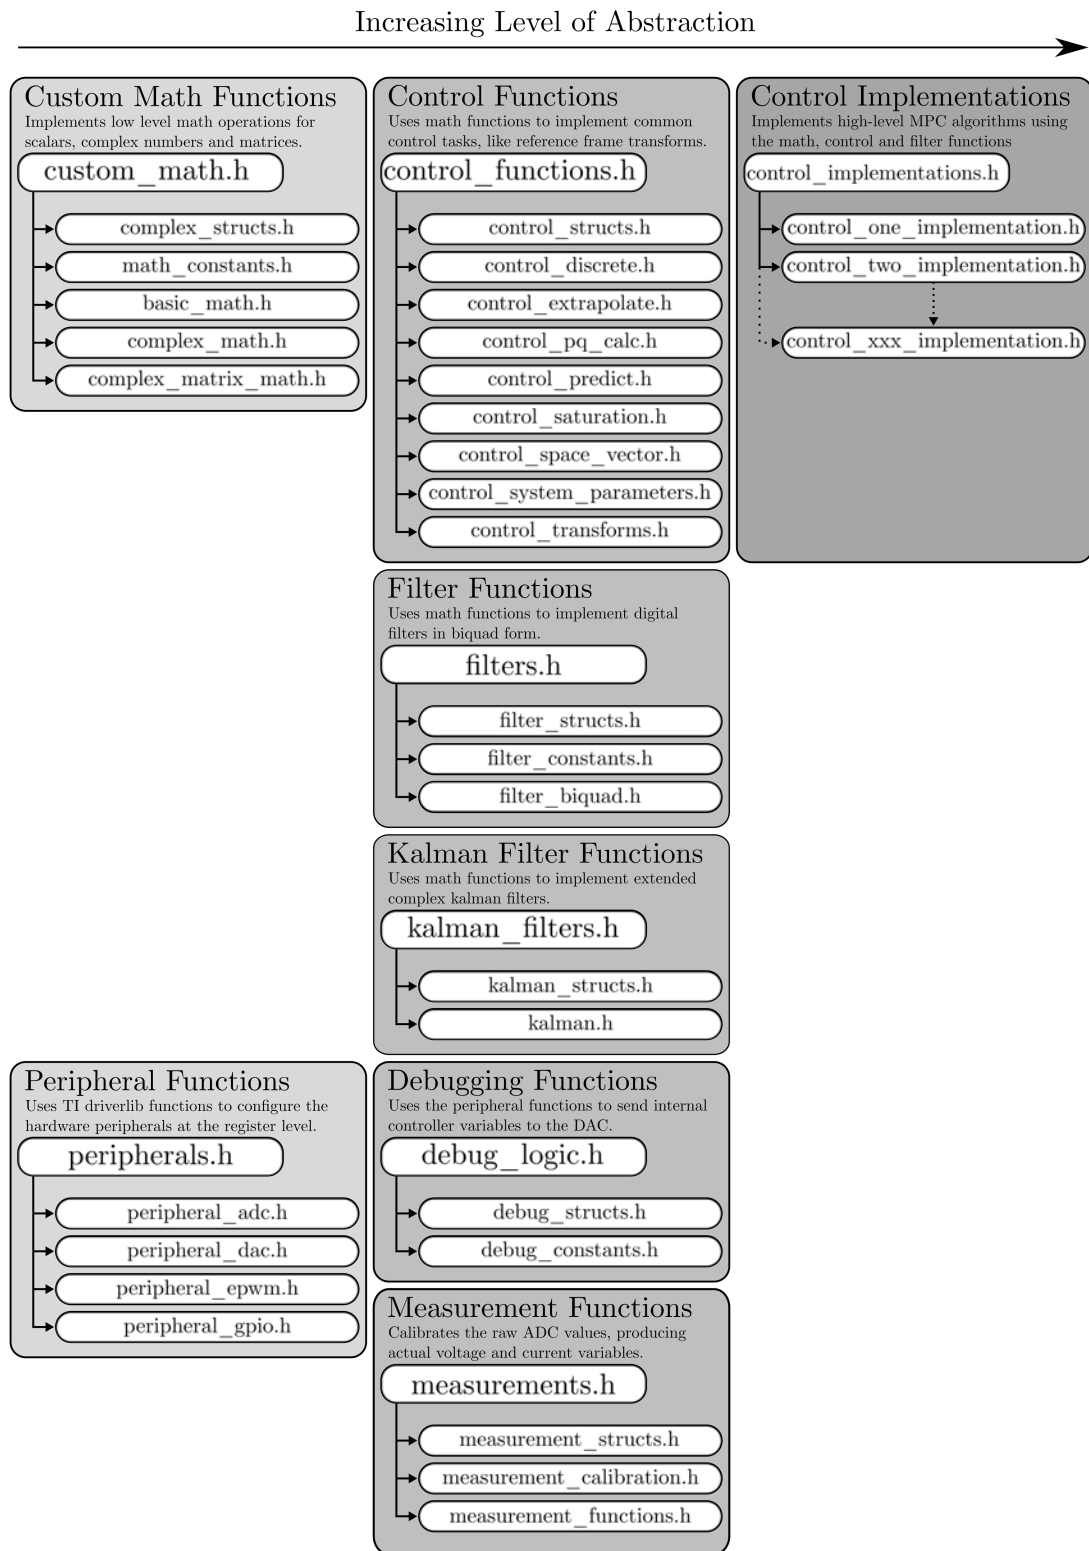 Increasing Level of Abstraction
Custom Math Functions
Implements low level math operations for
scalars, complex numbers and matrices.
custom_math.h
complex_structs.h
math_constants.h
basic_math.h
complex_math.h
complex_matrix_math.h
Control Functions
Uses math functions to implement common
control tasks, like reference frame transforms.
control_functions.h
control_structs.h
control_discrete.h
control_extrapolate.h
control_pq_calc.h
control_predict.h
control_saturation.h
control_space_vector.h
control_system_parameters.h
control_transforms.h
Control Implementations
Implements high-level MPC algorithms using
the math, control and filter functions
control_implementations.h
control_one_implementation.h
control_two_implementation.h
control_xxx_implementation.h
Filter Functions
Uses math functions to implement digital
filters in biquad form.
filters.h
filter_structs.h
filter_constants.h
filter_biquad.h
Kalman Filter Functions
Uses math functions to implement extended
complex kalman filters.
kalman_filters.h
kalman_structs.h
kalman.h
Peripheral Functions
Uses TI driverlib functions to configure the
hardware peripherals at the register level.
peripherals.h
peripheral_adc.h
peripheral_dac.h
peripheral_epwm.h
peripheral_gpio.h
Debugging Functions
Uses the peripheral functions to send internal
controller variables to the DAC.
debug_logic.h
debug_structs.h
debug_constants.h
Measurement Functions
Calibrates the raw ADC values, producing
actual voltage and current variables.
measurements.h
measurement_structs.h
measurement_calibration.h
measurement_functions.h